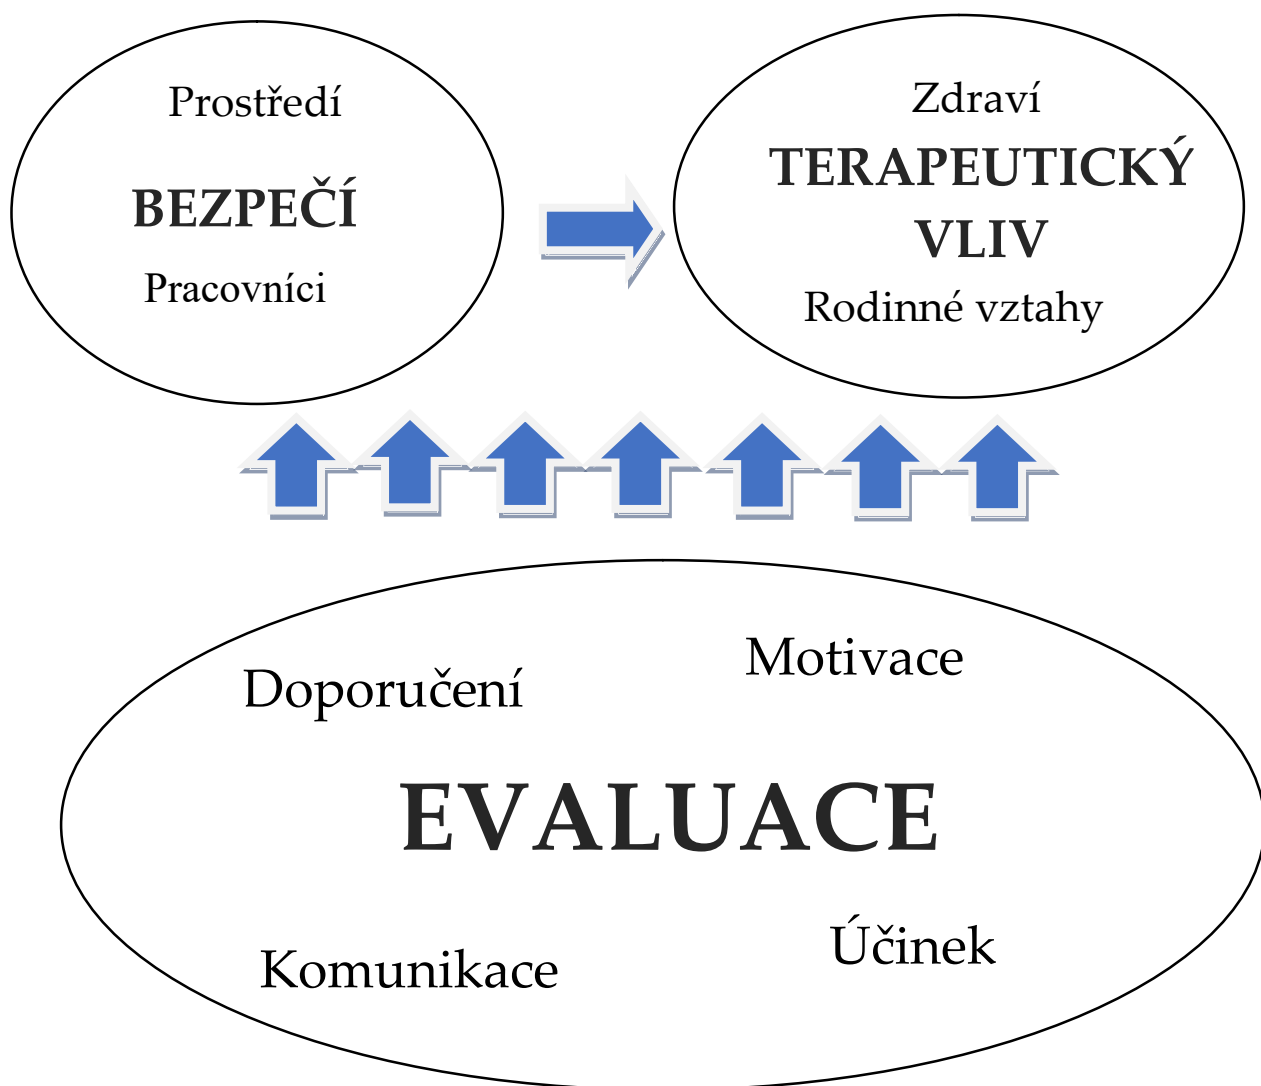 Prostředí
BEZPEČÍ
Pracovníci
Zdraví
TERAPEUTICKÝ
VLIV
Rodinné vztahy
Doporučení
Motivace
EVALUACE
Komunikace
Účinek